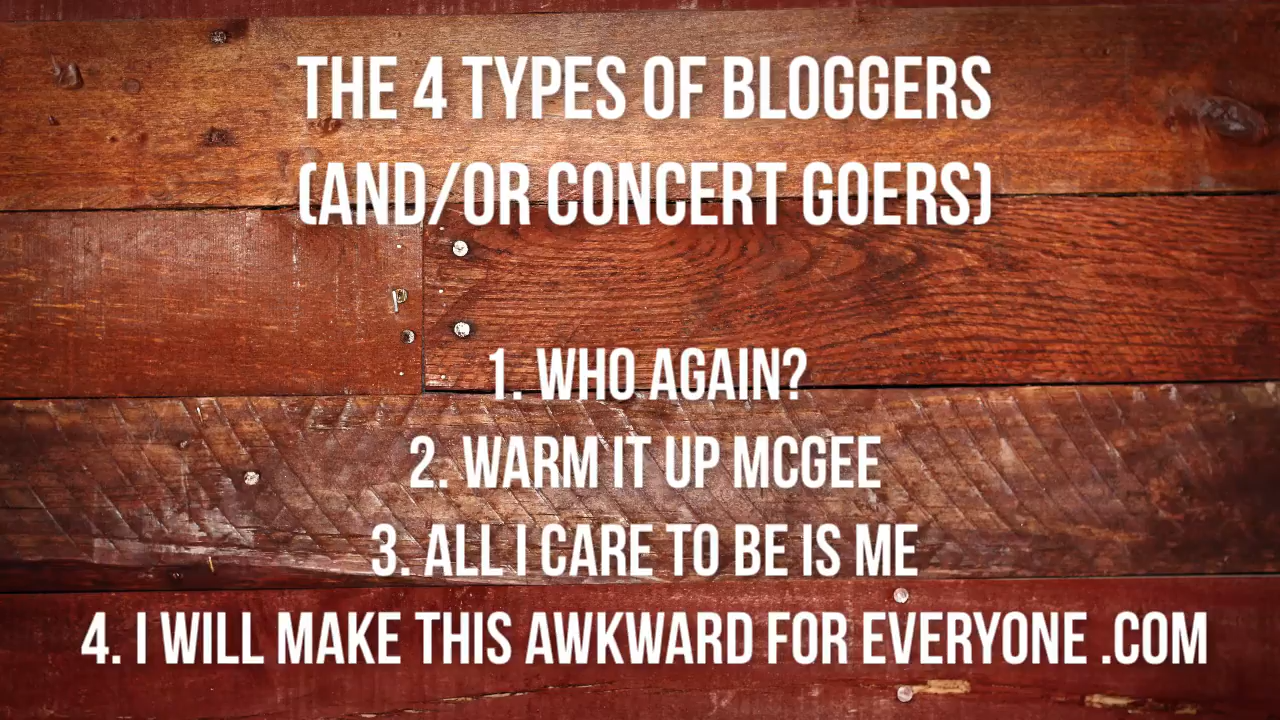 THE 4 TYPES OF BLOGGERS
(AND/OR CONCERT GOERS)
1. WHO AGAIN?
2. WARM IT UP MCGEE
3. ALL I CARE TO BE IS ME
4. I WILL MAKE THIS AWKWARD FOR EVERYONE .COM